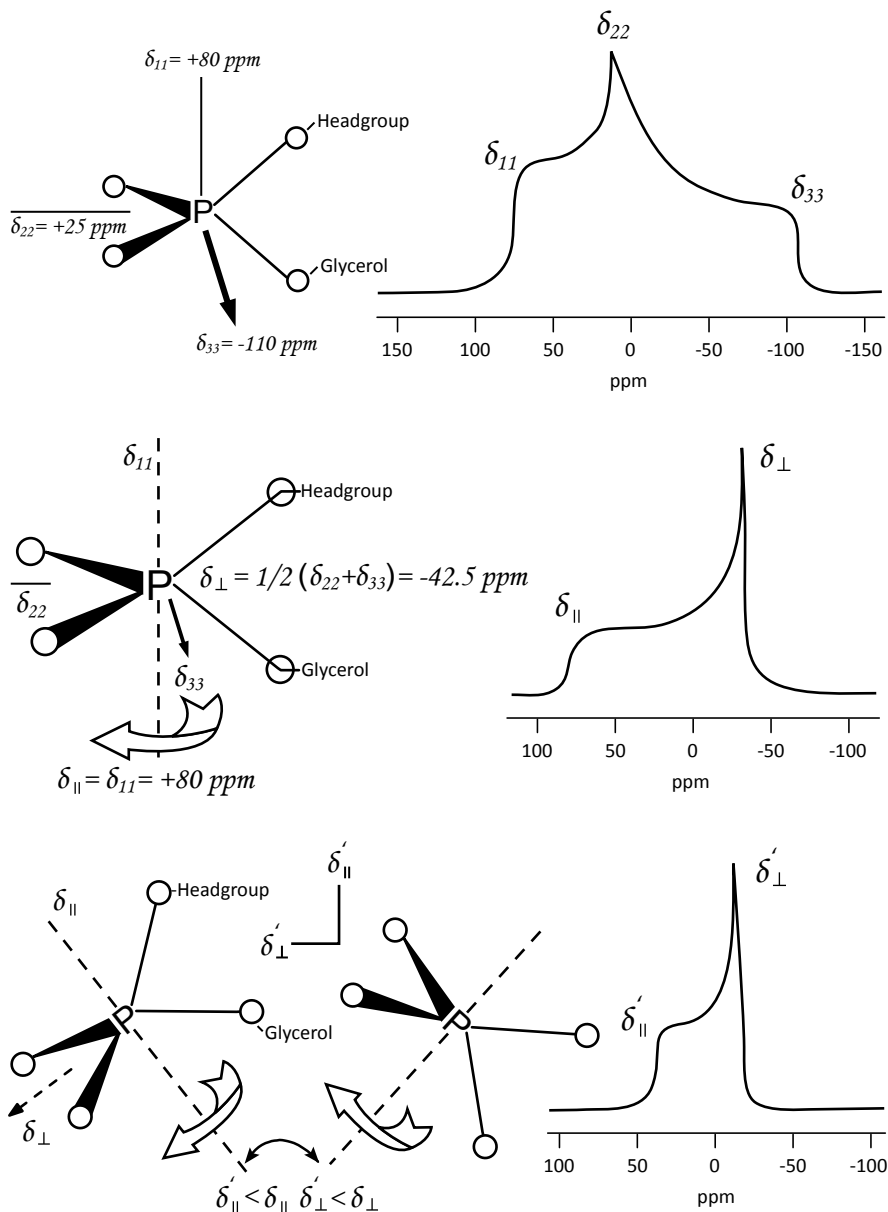 δ11= +80 ppm
Headgroup
P
δ22= +25 ppm
Glycerol
δ33= -110 ppm
δ22
δ11
δ33
150 100 50 0 -50 -100 -150
ppm
δ11
Headgroup
P
δ⊥ = 1/2 (δ22+δ33) = -42.5 ppm
δ22
Glycerol
δ33
δ||= δ11= +80 ppm
δ⊥
δ||
100 50 0 -50 -100
ppm
δ||
Headgroup
P
Glycerol
δ⊥
δ′||
δ′⊥
P
δ′||<δ|| δ′⊥<δ⊥
δ′⊥
δ′||
100 50 0 -50 -100
ppm